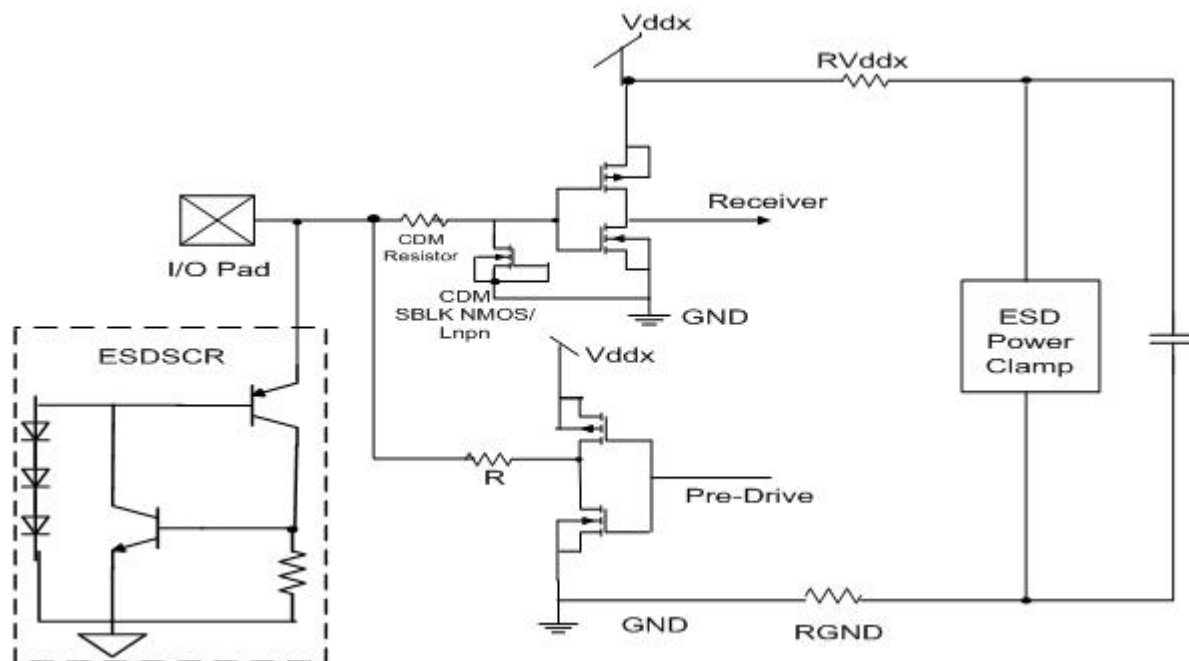 Vddx
RVddx
Receiver
CDM
Resistor
I/O Pad
CDM
SBLK NMOS/
Lnpn
GND
ESD
Power
Clamp
ESDSCR
Vddx
R
Pre-Drive
GND
RGND